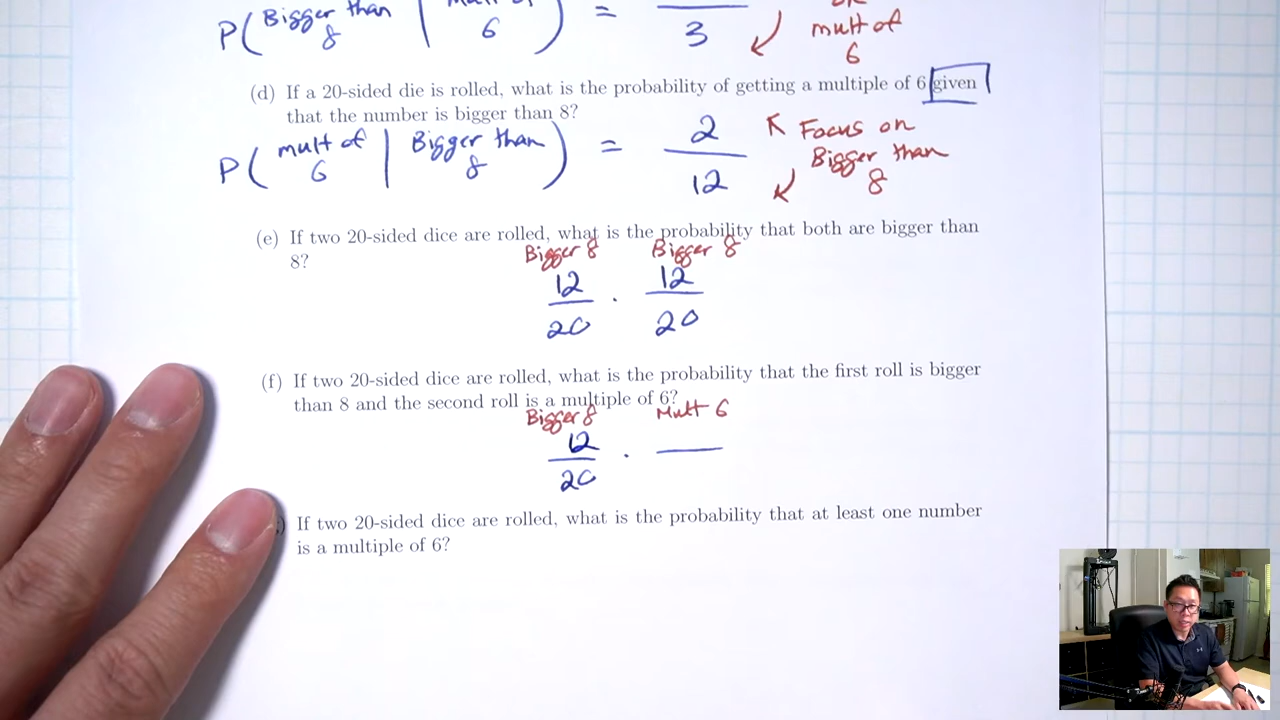 P( Bigger than 8 | 6 ) = 3 ↙ mult of 6
(d) If a 20-sided die is rolled, what is the probability of getting a multiple of 6 given
that the number is bigger than 8?
P( mult of 6 | Bigger than 8 ) = 2/12 Focus on Bigger than 8
(e) If two 20-sided dice are rolled, what is the probability that both are bigger than
8?
Bigger 8 Bigger 8
12/20 · 12/20
(f) If two 20-sided dice are rolled, what is the probability that the first roll is bigger
than 8 and the second roll is a multiple of 6?
Bigger 8 Mult 6
12/20 ·
If two 20-sided dice are rolled, what is the probability that at least one number
is a multiple of 6?